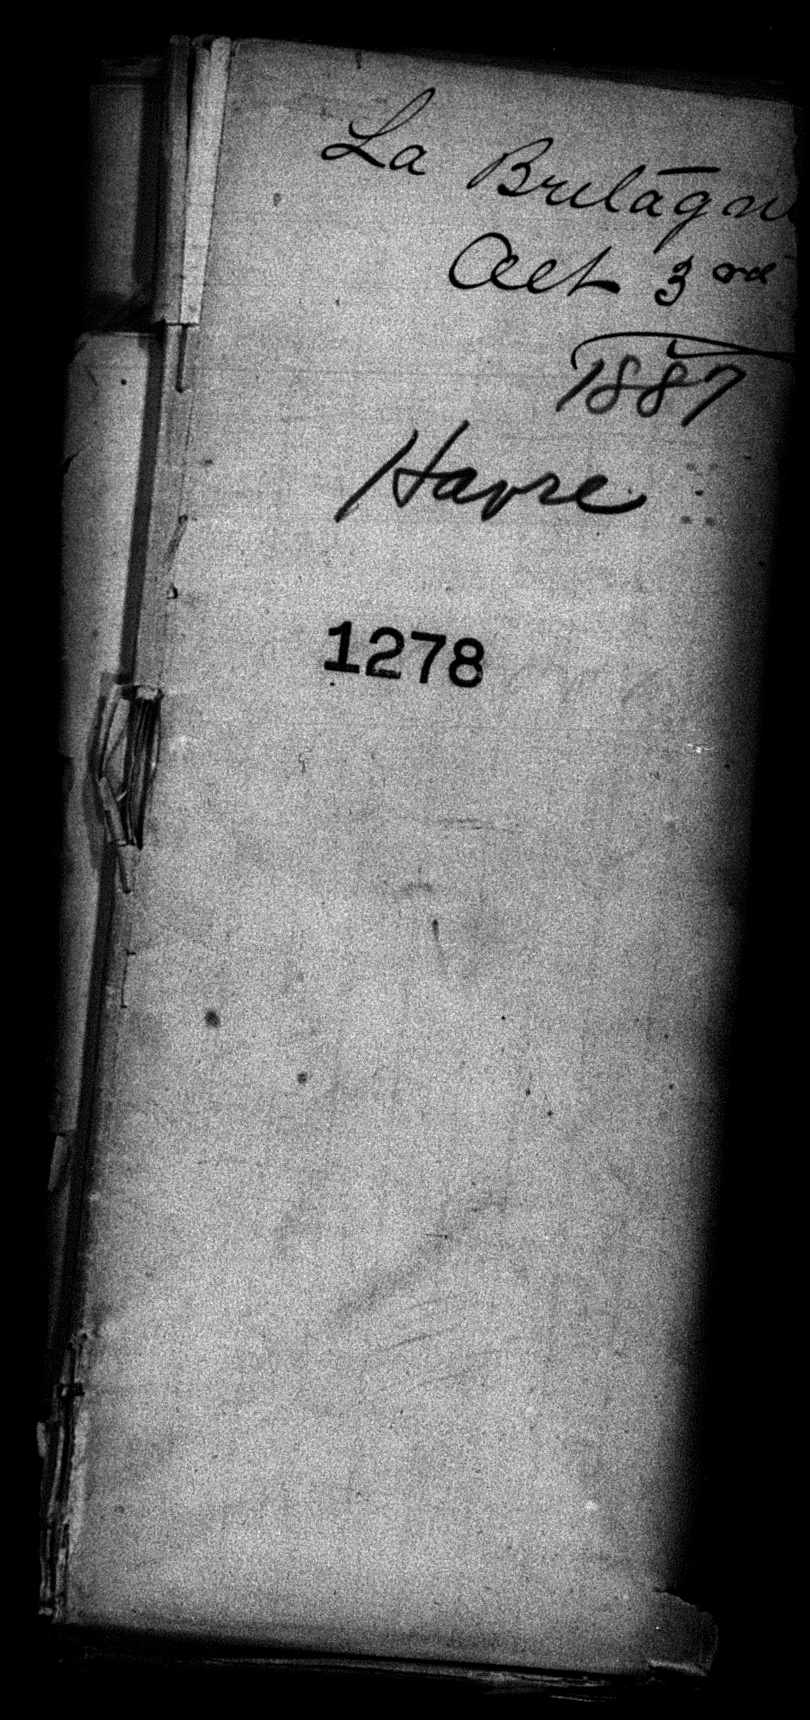 La Bretagne
Oct 3rd
1887
Havre
1278